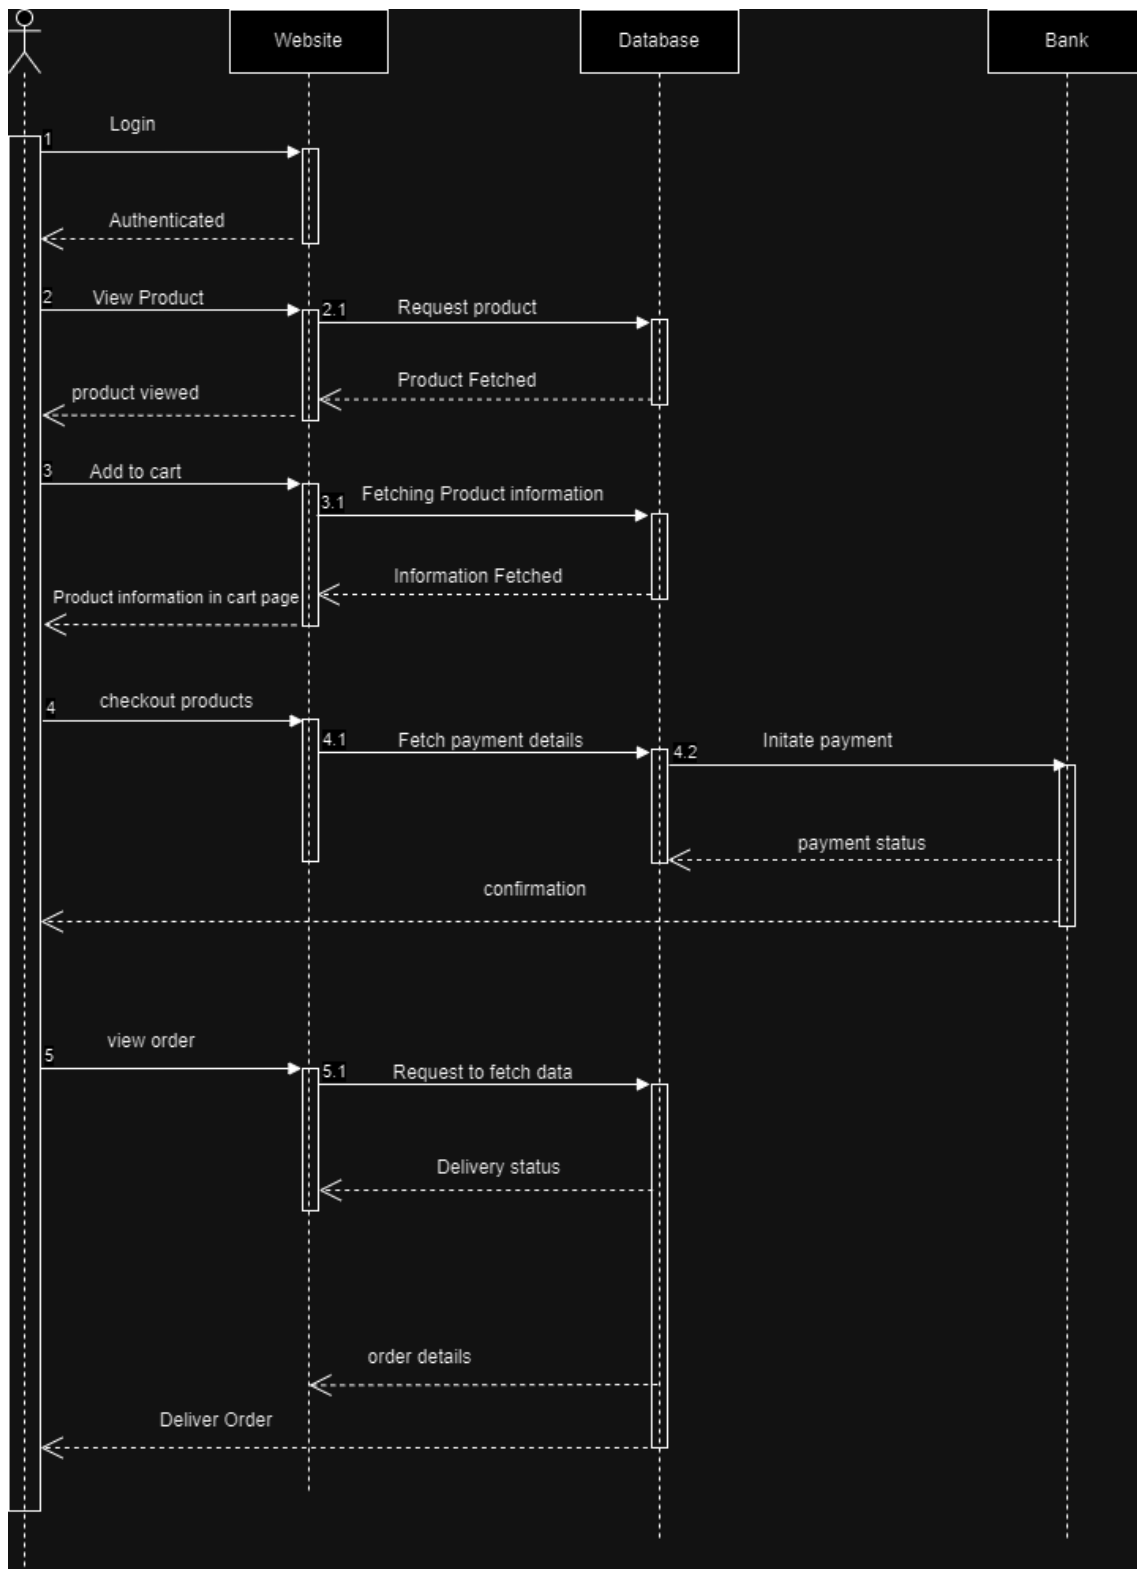 Website
Database
Bank
Login
1
Authenticated
2
View Product
2.1
Request product
Product Fetched
product viewed
3
Add to cart
3.1
Fetching Product information
Information Fetched
Product information in cart page
4
checkout products
4.1
Fetch payment details
4.2
Initate payment
payment status
confirmation
5
view order
5.1
Request to fetch data
Delivery status
order details
Deliver Order